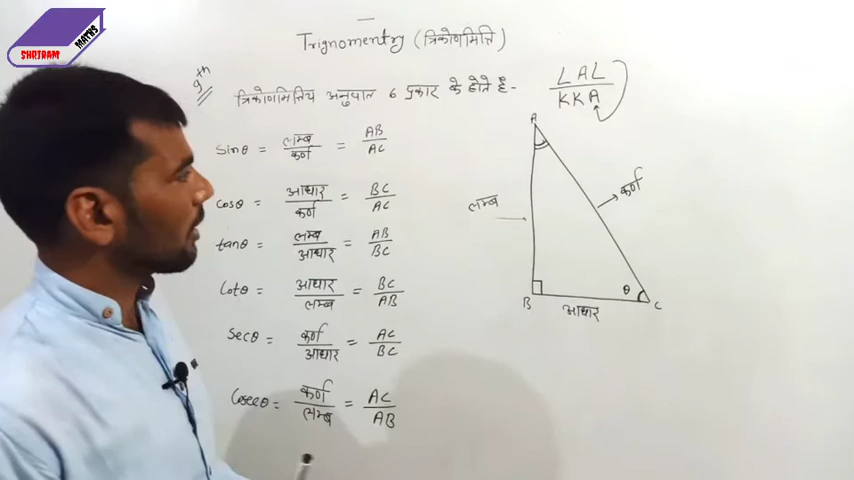 SHRIRAM MATHS
Trignomentry (त्रिकोणमिति)
9th
त्रिकोणमितिय अनुपात 6 प्रकार के होते हैं-
LAL
KKA
sinθ = लम्ब/कर्ण = AB/AC
cosθ = आधार/कर्ण = BC/AC
tanθ = लम्ब/आधार = AB/BC
Cotθ = आधार/लम्ब = BC/AB
Secθ = कर्ण/आधार = AC/BC
Cosecθ = कर्ण/लम्ब = AC/AB
A
लम्ब
कर्ण
θ
B
C
आधार